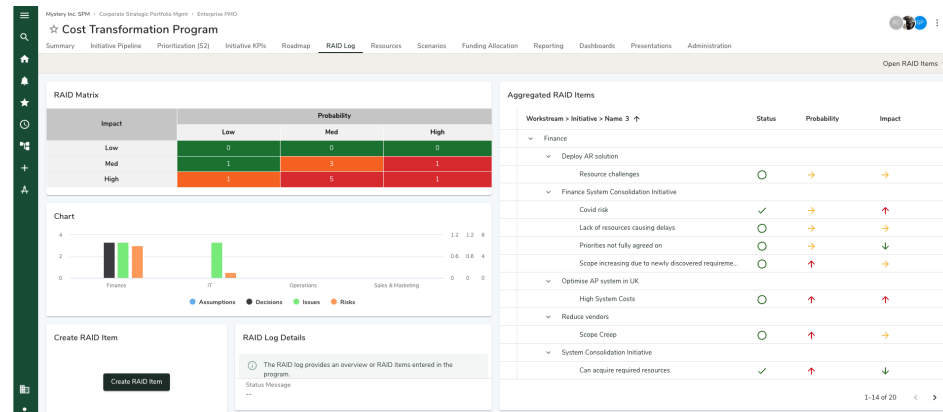 Mystery Inc. SPM › Corporate Strategic Portfolio Mgmt › Enterprise PMO
Cost Transformation Program
GP
Summary Initiative Pipeline Prioritization (S2) Initiative KPIs Roadmap RAID Log Resources Scenarios Funding Allocation Reporting Dashboards Presentations Administration
Open RAID Items
RAID Matrix
Impact
Probability
Low Med High
Low 0 0 0
Med 1 3 1
High 1 5 1
Chart
4 1.2 1.2 8
2 0.6 0.6 4
0 0 0 0
Finance IT Operations Sales & Marketing
Assumptions Decisions Issues Risks
Create RAID Item
Create RAID Item
RAID Log Details
The RAID log provides an overview or RAID items entered in the
program.
Status Message
--
Aggregated RAID Items
Workstream > Initiative > Name 3 ↑ Status Probability Impact
Finance
Deploy AR solution
Resource challenges
Finance System Consolidation Initiative
Covid risk
Lack of resources causing delays
Priorities not fully agreed on
Scope increasing due to newly discovered requireme...
Optimise AP system in UK
High System Costs
Reduce vendors
Scope Creep
System Consolidation Initiative
Can acquire required resources
1–14 of 20